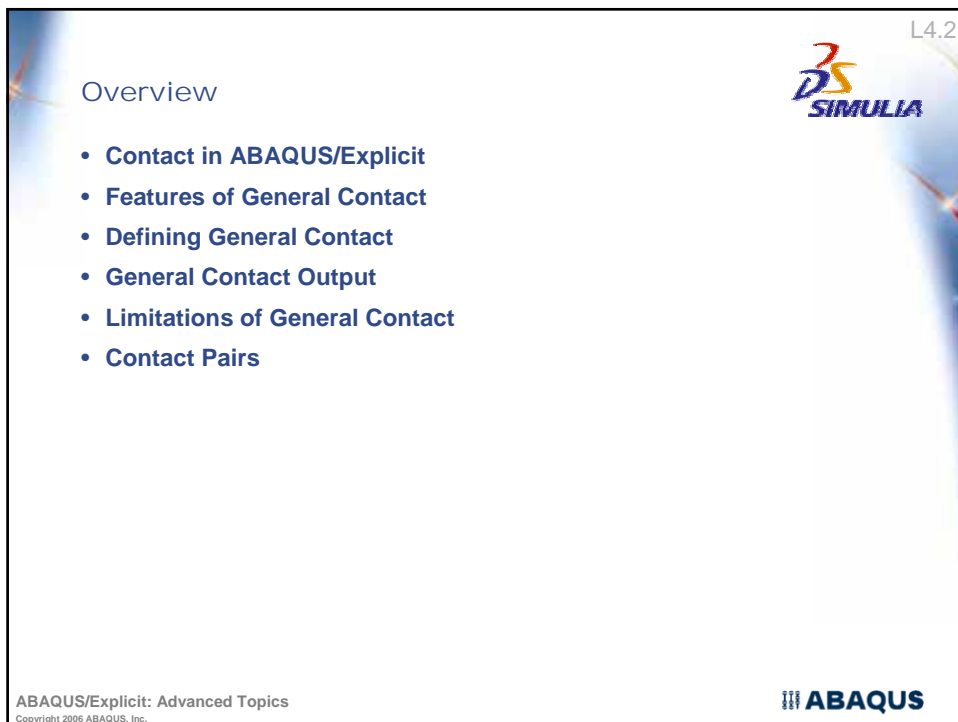 L4.2
Overview
DS
SIMULIA
• Contact in ABAQUS/Explicit
• Features of General Contact
• Defining General Contact
• General Contact Output
• Limitations of General Contact
• Contact Pairs
ABAQUS/Explicit: Advanced Topics
Copyright 2006 ABAQUS, Inc.
ABAQUS